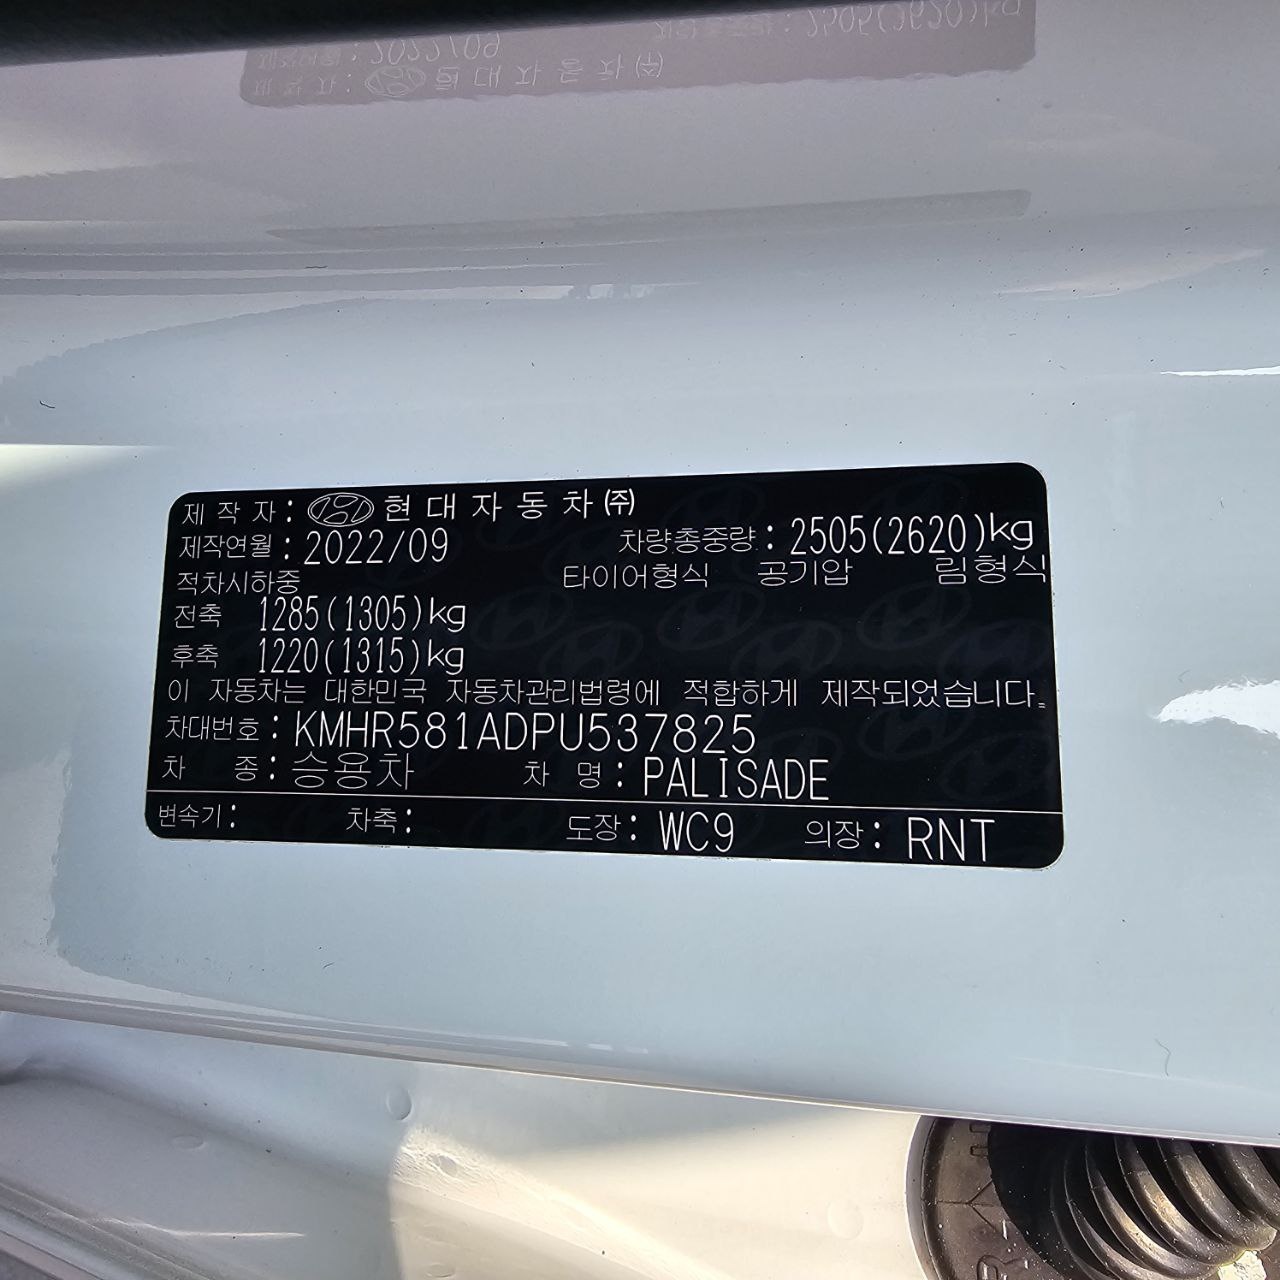 제 작 자 : 현 대 자 동 차 ㈜
제작연월 : 2022/09 차량총중량 : 2505(2620)kg
적차시하중 타이어형식 공기압 림형식
전축 1285(1305)kg
후축 1220(1315)kg
이 자동차는 대한민국 자동차관리법령에 적합하게 제작되었습니다.
차대번호 : KMHR581ADPU537825
차 종 : 승용차 차 명 : PALISADE
변속기 : 차축 : 도장 : WC9 의장 : RNT